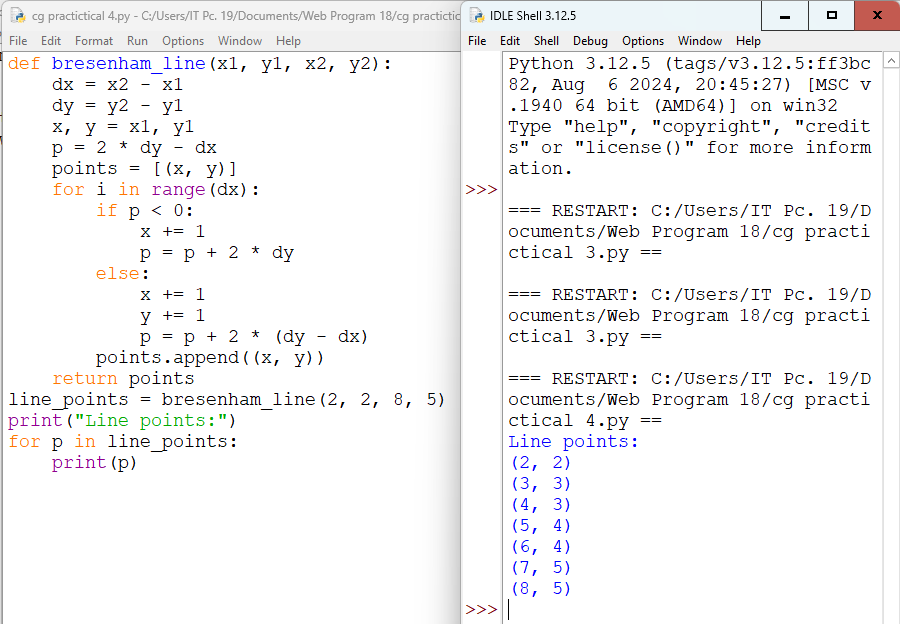 cg practictical 4.py - C:/Users/IT Pc. 19/Documents/Web Program 18/cg practictic
File Edit Format Run Options Window Help
def bresenham_line(x1, y1, x2, y2):
    dx = x2 - x1
    dy = y2 - y1
    x, y = x1, y1
    p = 2 * dy - dx
    points = [(x, y)]
    for i in range(dx):
        if p < 0:
            x += 1
            p = p + 2 * dy
        else:
            x += 1
            y += 1
            p = p + 2 * (dy - dx)
        points.append((x, y))
    return points
line_points = bresenham_line(2, 2, 8, 5)
print("Line points:")
for p in line_points:
    print(p)
IDLE Shell 3.12.5
File Edit Shell Debug Options Window Help
Python 3.12.5 (tags/v3.12.5:ff3bc
82, Aug  6 2024, 20:45:27) [MSC v
.1940 64 bit (AMD64)] on win32
Type "help", "copyright", "credit
s" or "license()" for more inform
ation.
>>>
=== RESTART: C:/Users/IT Pc. 19/D
ocuments/Web Program 18/cg practi
ctical 3.py ==
=== RESTART: C:/Users/IT Pc. 19/D
ocuments/Web Program 18/cg practi
ctical 3.py ==
=== RESTART: C:/Users/IT Pc. 19/D
ocuments/Web Program 18/cg practi
ctical 4.py ==
Line points:
(2, 2)
(3, 3)
(4, 3)
(5, 4)
(6, 4)
(7, 5)
(8, 5)
>>>